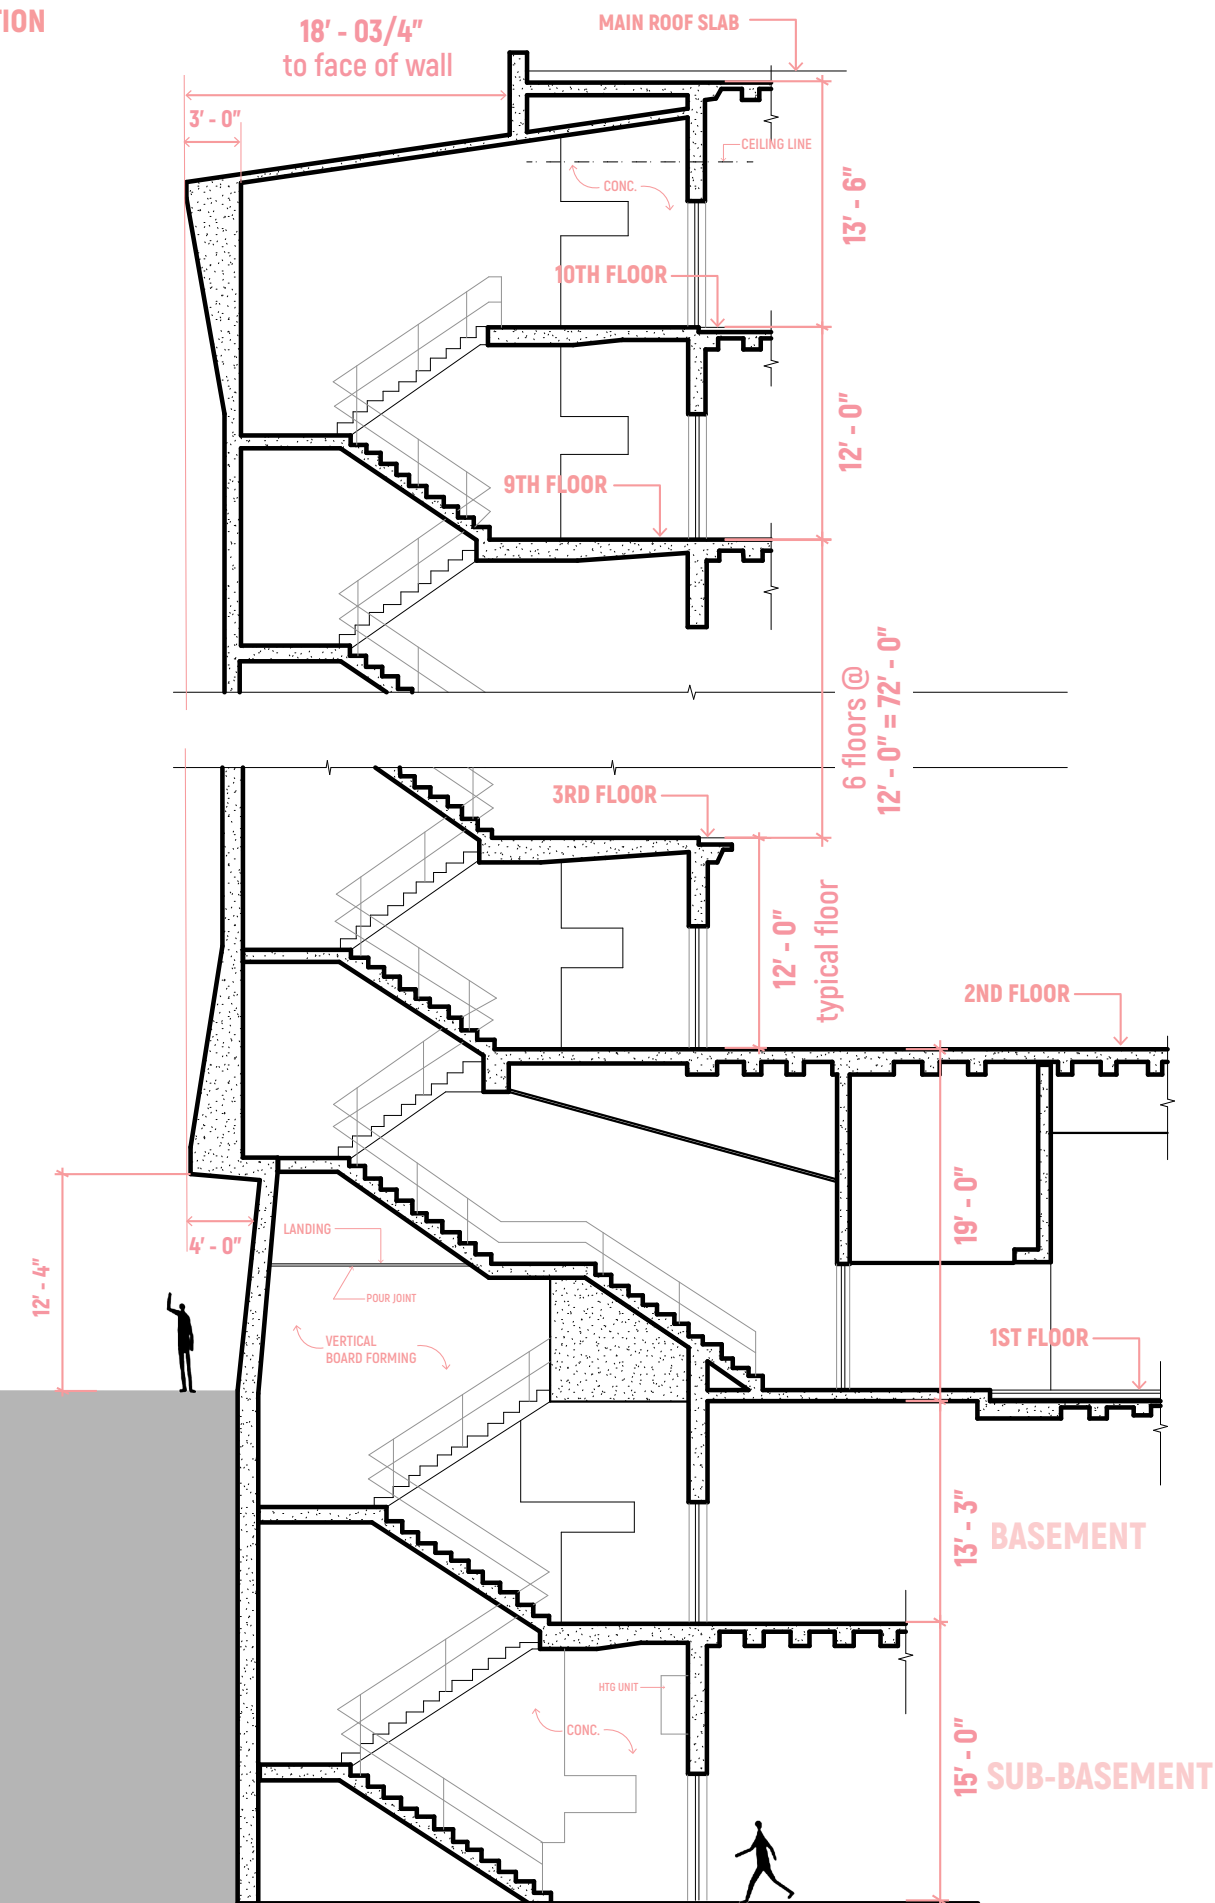 TION
18' - 03/4"
to face of wall
MAIN ROOF SLAB
3' - 0"
CEILING LINE
CONC.
13' - 6"
10TH FLOOR
12' - 0"
9TH FLOOR
6 floors @
12' - 0" = 72' - 0"
3RD FLOOR
12' - 0"
typical floor
2ND FLOOR
19' - 0"
4' - 0"
LANDING
12' - 4"
POUR JOINT
VERTICAL
BOARD FORMING
1ST FLOOR
13' - 3"
BASEMENT
HTG UNIT
CONC.
15' - 0"
SUB-BASEMENT